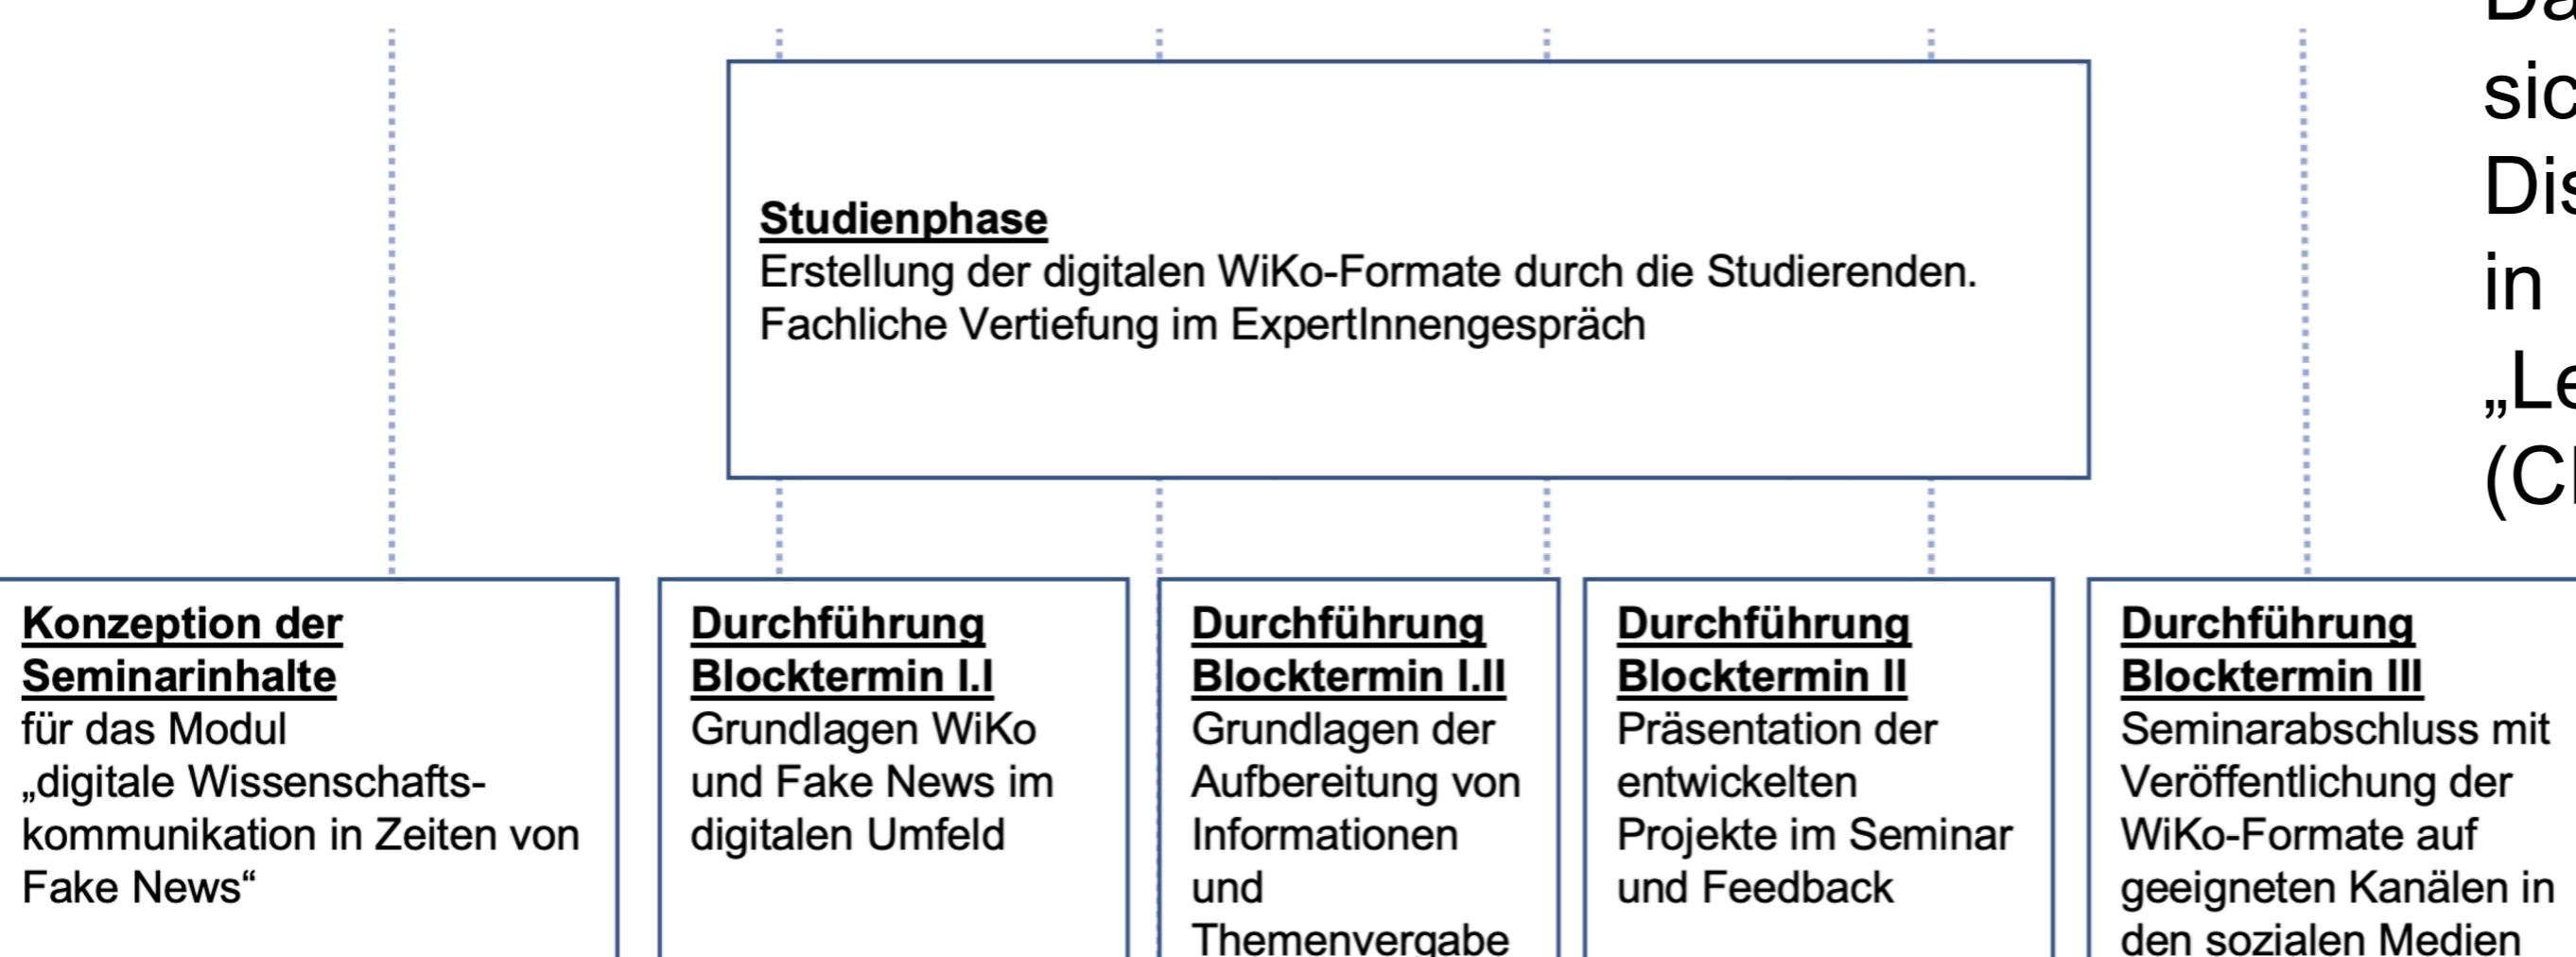 Studienphase
Erstellung der digitalen WiKo-Formate durch die Studierenden.
Fachliche Vertiefung im ExpertInnengespräch
Konzeption der
Seminarinhalte
für das Modul
„digitale Wissenschafts-
kommunikation in Zeiten von
Fake News“
Durchführung
Blocktermin I.I
Grundlagen WiKo
und Fake News im
digitalen Umfeld
Durchführung
Blocktermin I.II
Grundlagen der
Aufbereitung von
Informationen
und
Themenvergabe
Durchführung
Blocktermin II
Präsentation der
entwickelten
Projekte im Seminar
und Feedback
Durchführung
Blocktermin III
Seminarabschluss mit
Veröffentlichung der
WiKo-Formate auf
geeigneten Kanälen in
den sozialen Medien
in